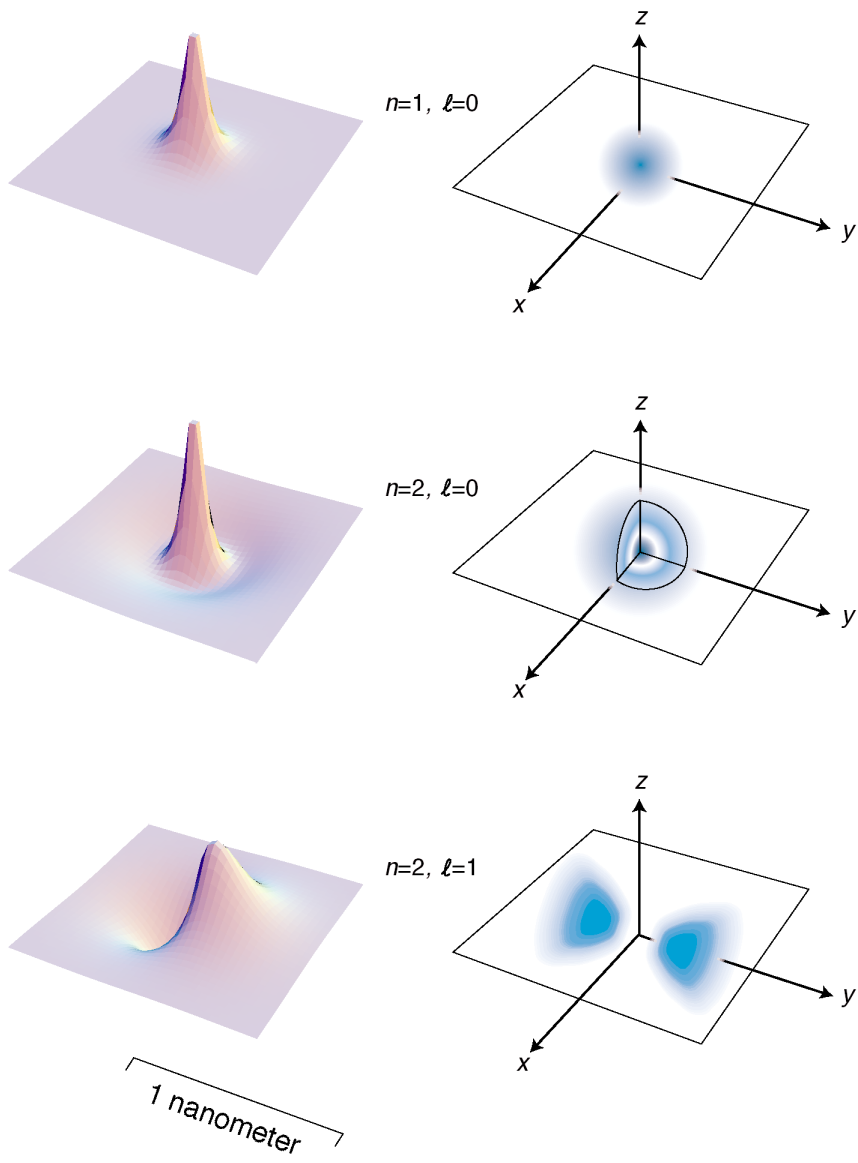 z
n=1, ℓ=0
y
x
z
n=2, ℓ=0
y
x
z
n=2, ℓ=1
y
x
1 nanometer